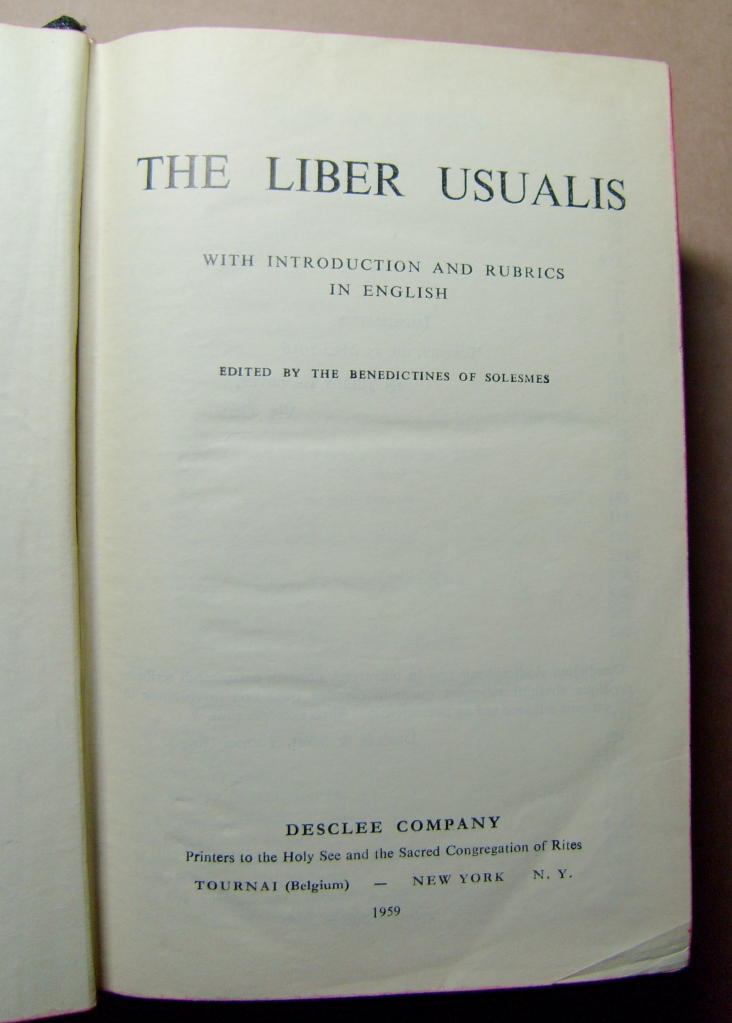 THE LIBER USUALIS
WITH INTRODUCTION AND RUBRICS
IN ENGLISH
EDITED BY THE BENEDICTINES OF SOLESMES
DESCLEE COMPANY
Printers to the Holy See and the Sacred Congregation of Rites
TOURNAI (Belgium) — NEW YORK N. Y.
1959